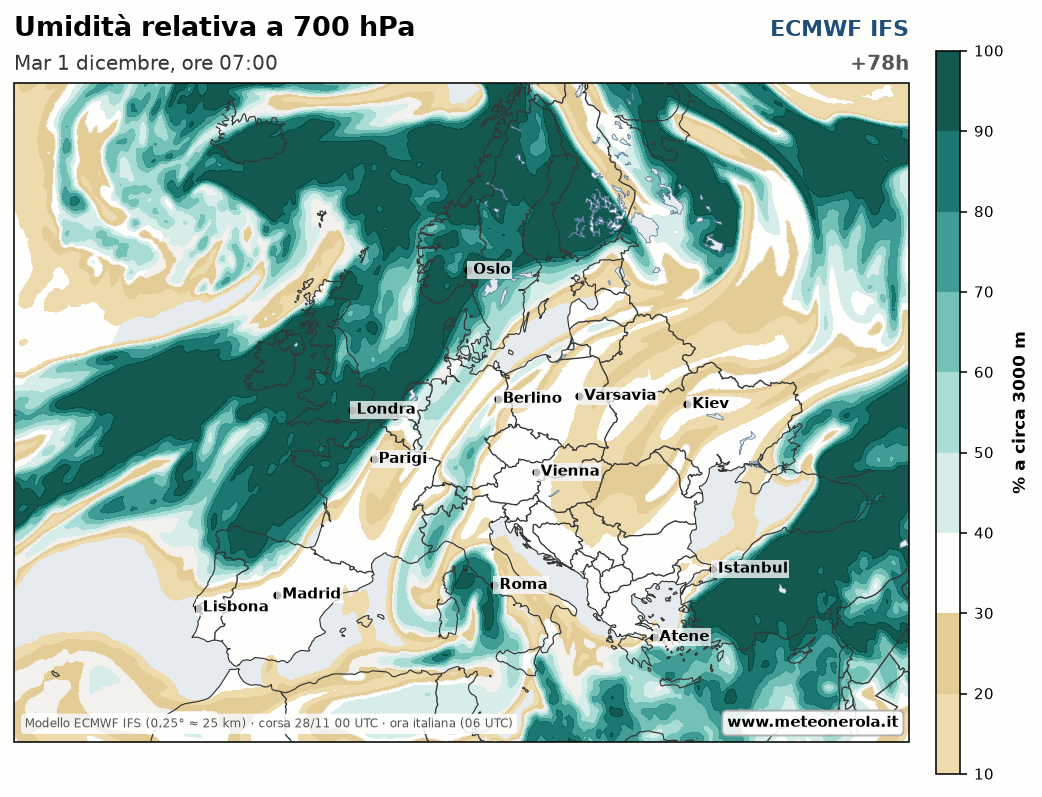 Umidità relativa a 700 hPa
ECMWF IFS
Mar 1 dicembre, ore 07:00
+78h
100
90
80
70
60
50
40
30
20
10
% a circa 3000 m
Oslo
Londra
Berlino
Varsavia
Kiev
Parigi
Vienna
Istanbul
Roma
Madrid
Lisbona
Atene
Modello ECMWF IFS (0,25° ≈ 25 km) · corsa 28/11 00 UTC · ora italiana (06 UTC)
www.meteonerola.it